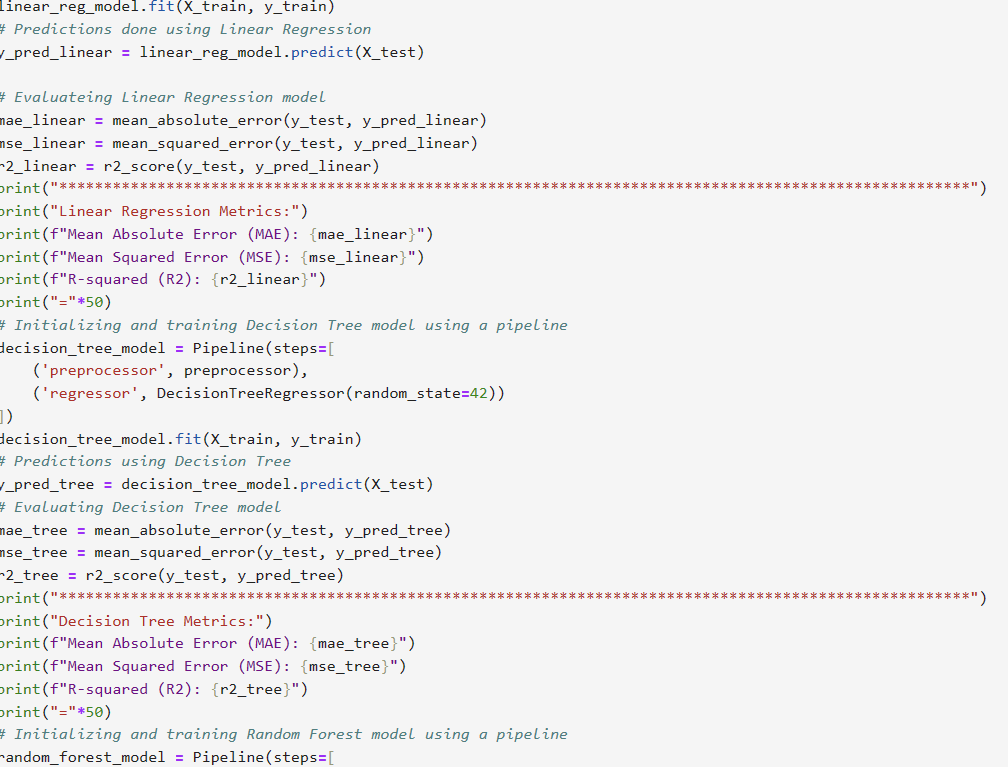 linear_reg_model.fit(X_train, y_train)
# Predictions done using Linear Regression
y_pred_linear = linear_reg_model.predict(X_test)
# Evaluateing Linear Regression model
mae_linear = mean_absolute_error(y_test, y_pred_linear)
mse_linear = mean_squared_error(y_test, y_pred_linear)
r2_linear = r2_score(y_test, y_pred_linear)
print("******************************************************************************************************")
print("Linear Regression Metrics:")
print(f"Mean Absolute Error (MAE): {mae_linear}")
print(f"Mean Squared Error (MSE): {mse_linear}")
print(f"R-squared (R2): {r2_linear}")
print("="*50)
# Initializing and training Decision Tree model using a pipeline
decision_tree_model = Pipeline(steps=[
    ('preprocessor', preprocessor),
    ('regressor', DecisionTreeRegressor(random_state=42))
])
decision_tree_model.fit(X_train, y_train)
# Predictions using Decision Tree
y_pred_tree = decision_tree_model.predict(X_test)
# Evaluating Decision Tree model
mae_tree = mean_absolute_error(y_test, y_pred_tree)
mse_tree = mean_squared_error(y_test, y_pred_tree)
r2_tree = r2_score(y_test, y_pred_tree)
print("******************************************************************************************************")
print("Decision Tree Metrics:")
print(f"Mean Absolute Error (MAE): {mae_tree}")
print(f"Mean Squared Error (MSE): {mse_tree}")
print(f"R-squared (R2): {r2_tree}")
print("="*50)
# Initializing and training Random Forest model using a pipeline
random_forest_model = Pipeline(steps=[